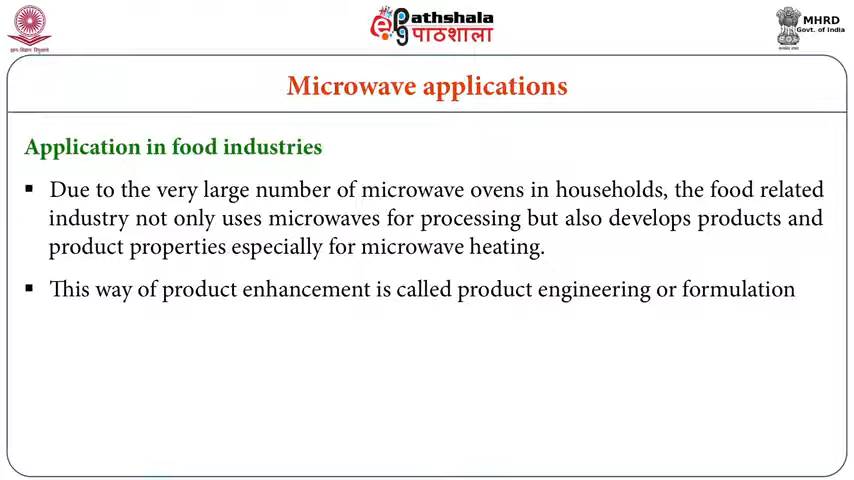 ePathshala
पाठशाला
MHRD
Govt. of India
Microwave applications
Application in food industries
▪ Due to the very large number of microwave ovens in households, the food related
industry not only uses microwaves for processing but also develops products and
product properties especially for microwave heating.
▪ This way of product enhancement is called product engineering or formulation